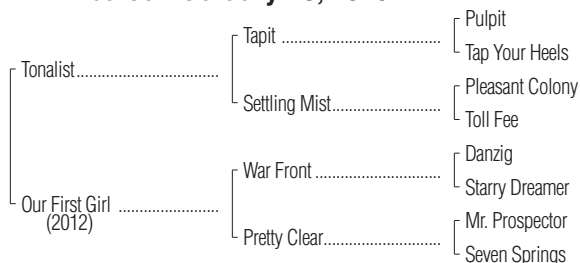 Pulpit
Tapit
Tap Your Heels
Tonalist
Pleasant Colony
Settling Mist
Toll Fee
Danzig
War Front
Starry Dreamer
Our First Girl
(2012)
Mr. Prospector
Pretty Clear
Seven Springs